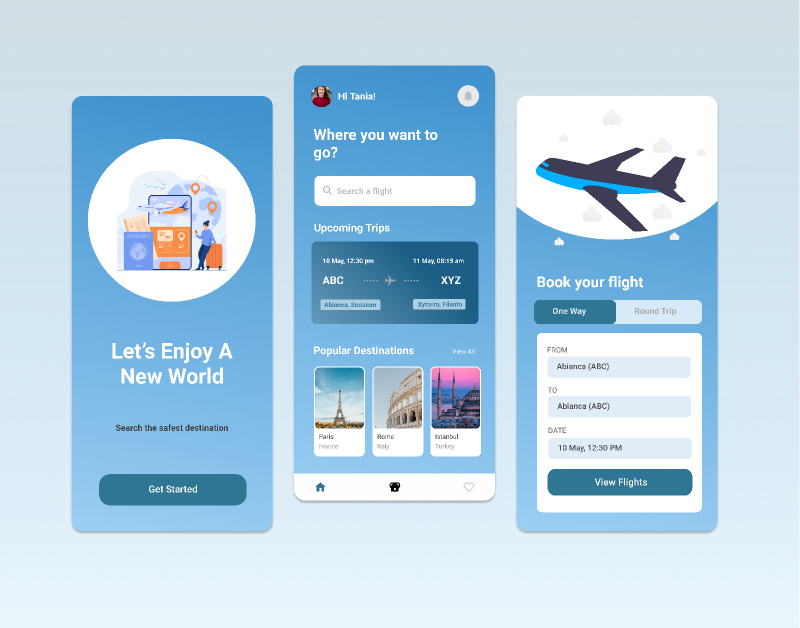 PASSPORT
Let's Enjoy A
New World
Search the safest destination
Get Started
Hi Tania!
Where you want to
go?
Search a flight
Upcoming Trips
10 May, 12:30 pm
11 May, 08:15 am
ABC
XYZ
Abianca, Sodaium
Xyzairs, Filanto
Popular Destinations
View All
Paris
France
Rome
Italy
Istanbul
Turkey
Book your flight
One Way
Round Trip
FROM
Abianca (ABC)
TO
Abianca (ABC)
DATE
10 May, 12:30 PM
View Flights